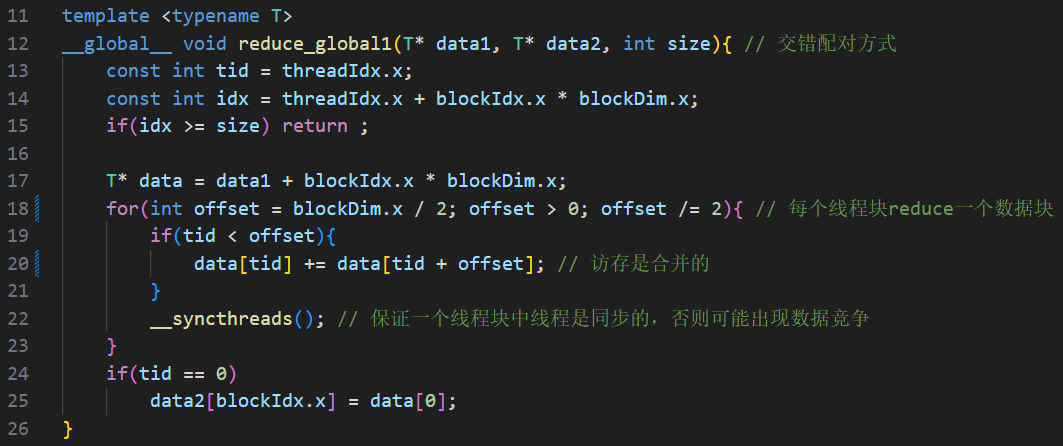 11 template <typename T>
12 __global__ void reduce_global1(T* data1, T* data2, int size){ // 交错配对方式
13     const int tid = threadIdx.x;
14     const int idx = threadIdx.x + blockIdx.x * blockDim.x;
15     if(idx >= size) return ;
16
17     T* data = data1 + blockIdx.x * blockDim.x;
18     for(int offset = blockDim.x / 2; offset > 0; offset /= 2){ // 每个线程块reduce一个数据块
19         if(tid < offset){
20             data[tid] += data[tid + offset]; // 访存是合并的
21         }
22         __syncthreads(); // 保证一个线程块中线程是同步的，否则可能出现数据竞争
23     }
24     if(tid == 0)
25         data2[blockIdx.x] = data[0];
26 }